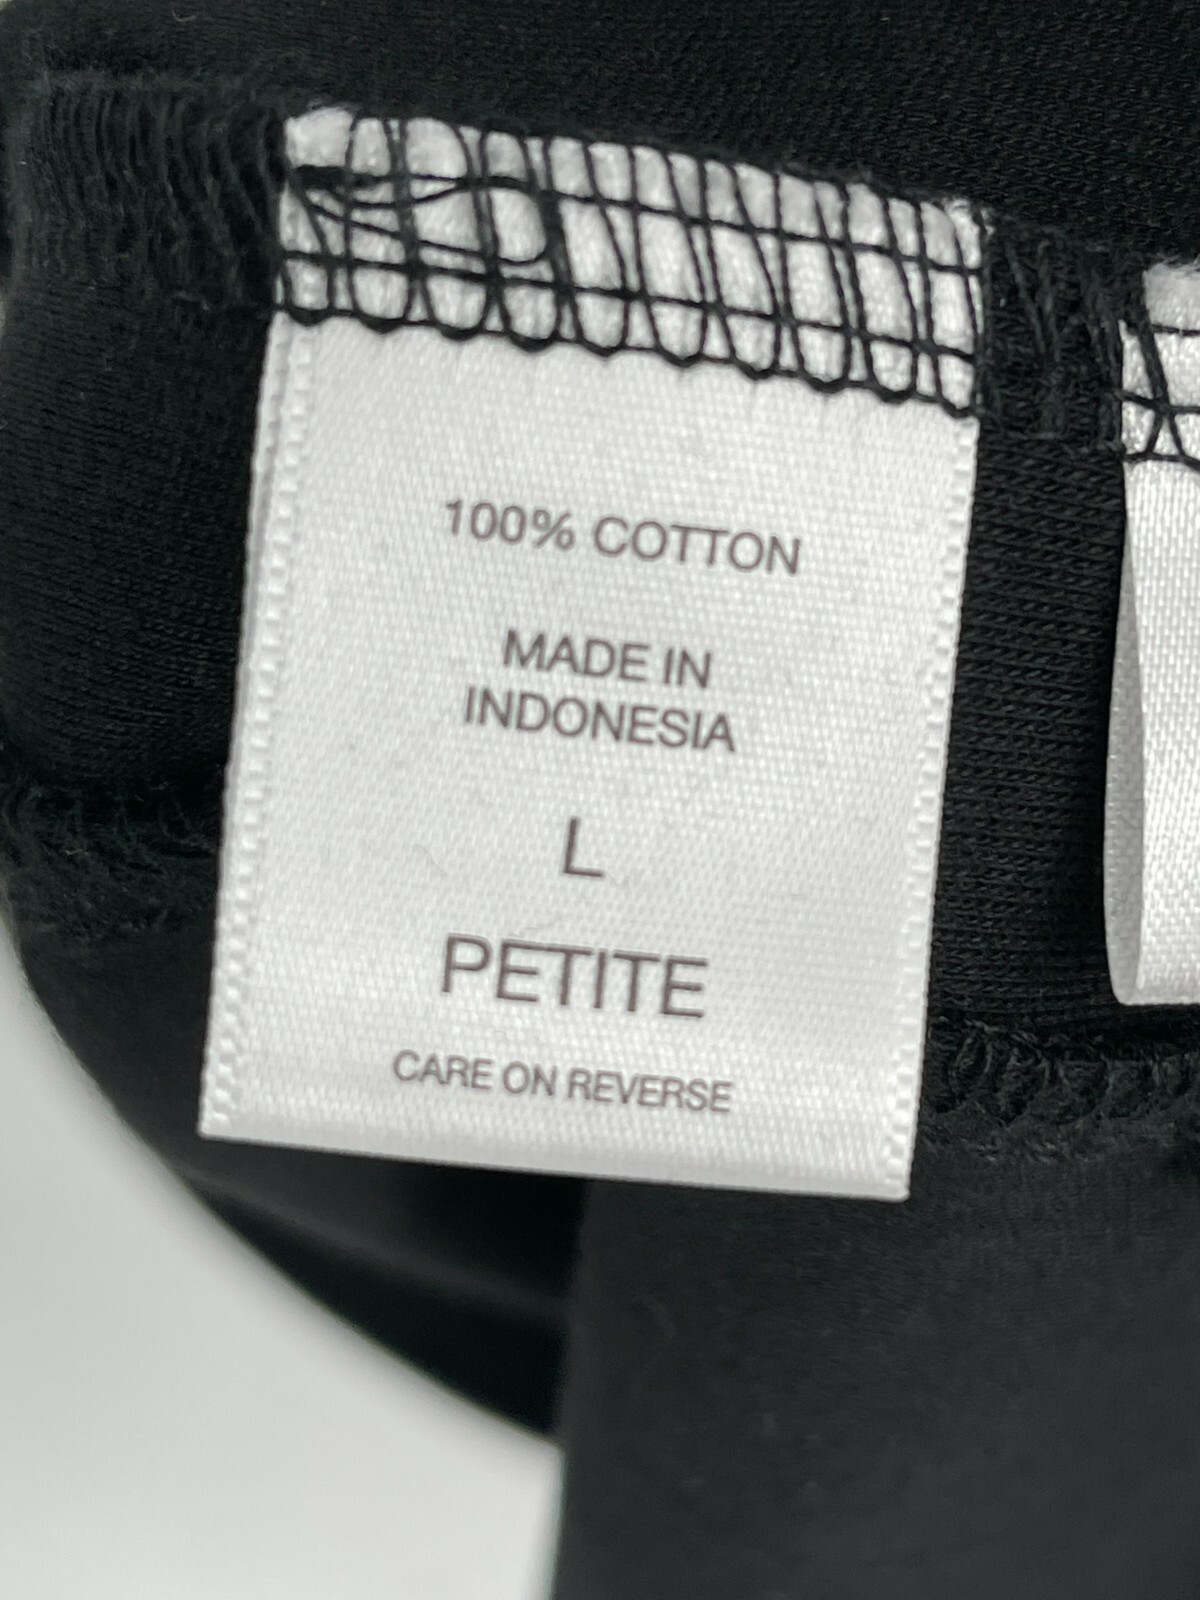 100% COTTON
MADE IN
INDONESIA
L
PETITE
CARE ON REVERSE